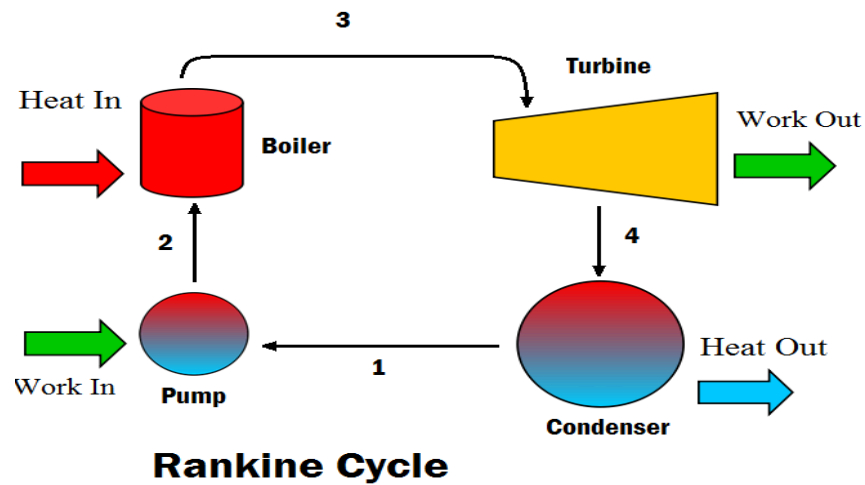 3
Heat In
Boiler
Turbine
Work Out
2
4
Work In
Pump
1
Heat Out
Condenser
Rankine Cycle